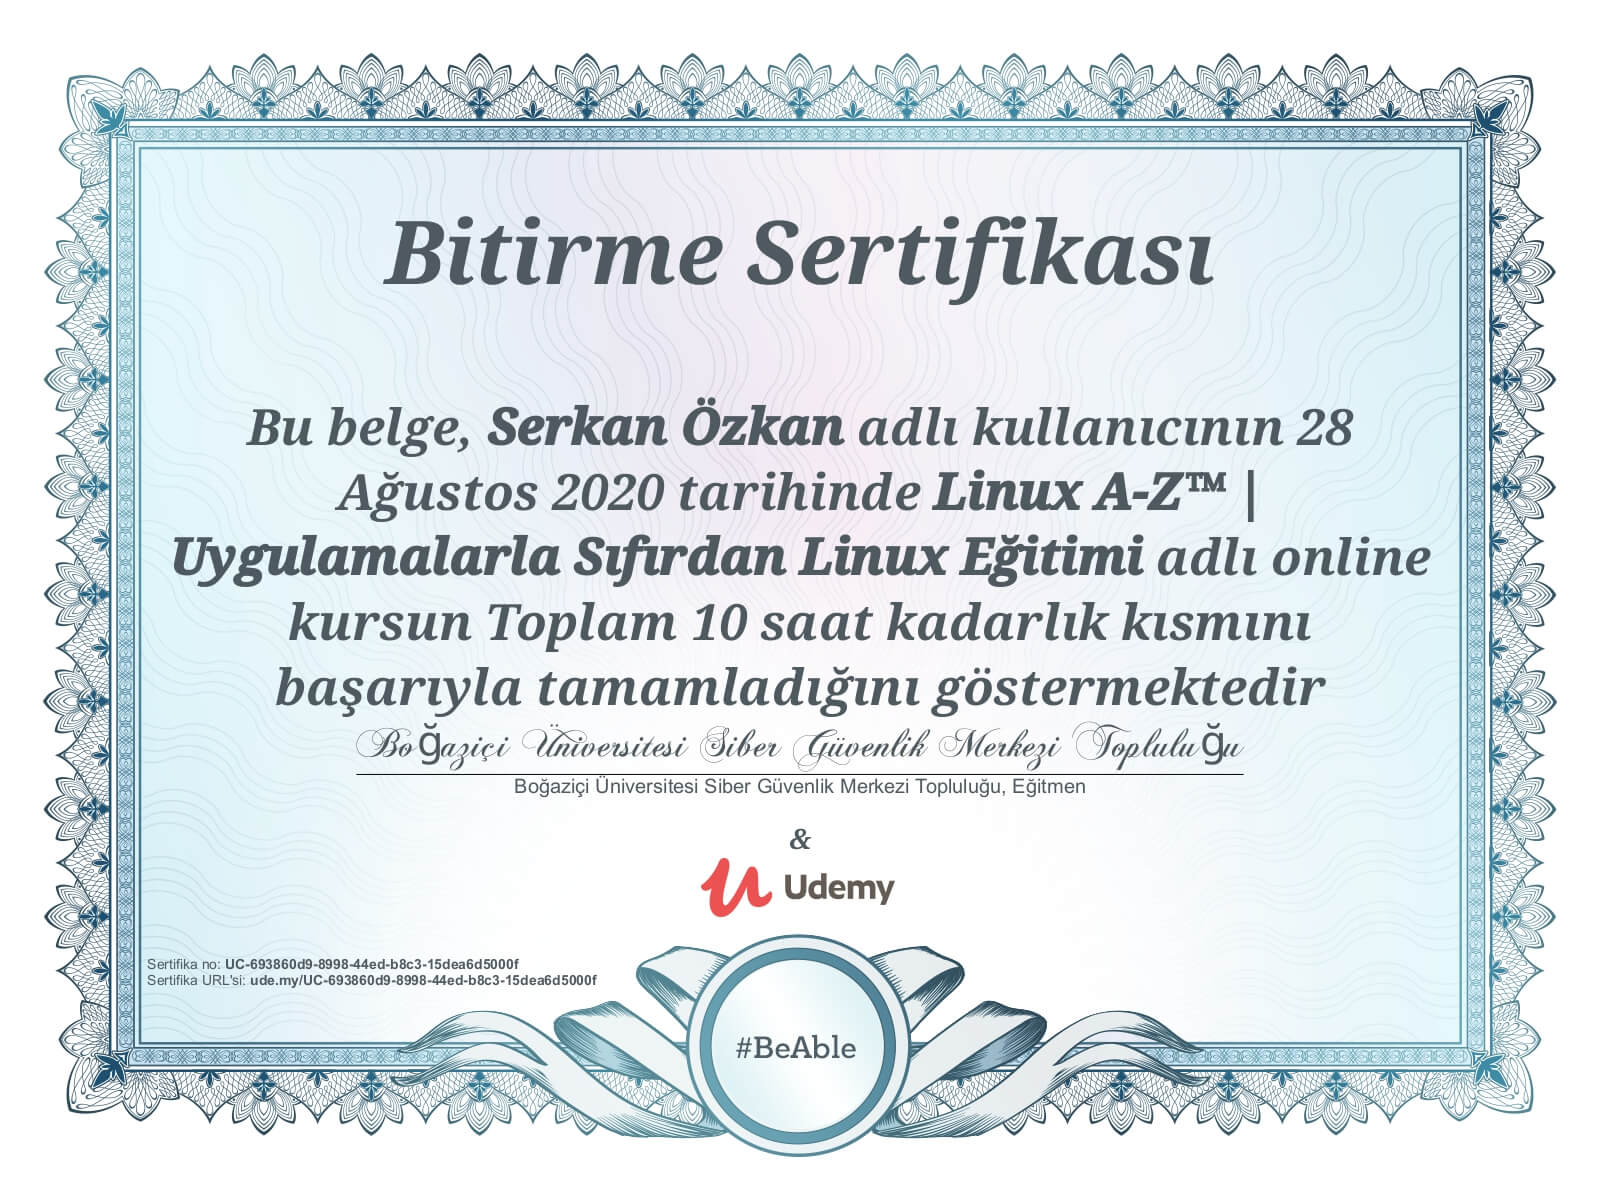 Bitirme Sertifikası
Bu belge, Serkan Özkan adlı kullanıcının 28
Ağustos 2020 tarihinde Linux A-Z™ |
Uygulamalarla Sıfırdan Linux Eğitimi adlı online
kursun Toplam 10 saat kadarlık kısmını
başarıyla tamamladığını göstermektedir
Boğaziçi Üniversitesi Siber Güvenlik Merkezi Topluluğu
Boğaziçi Üniversitesi Siber Güvenlik Merkezi Topluluğu, Eğitmen
&
Udemy
Sertifika no: UC-693860d9-8998-44ed-b8c3-15dea6d5000f
Sertifika URL'si: ude.my/UC-693860d9-8998-44ed-b8c3-15dea6d5000f
#BeAble